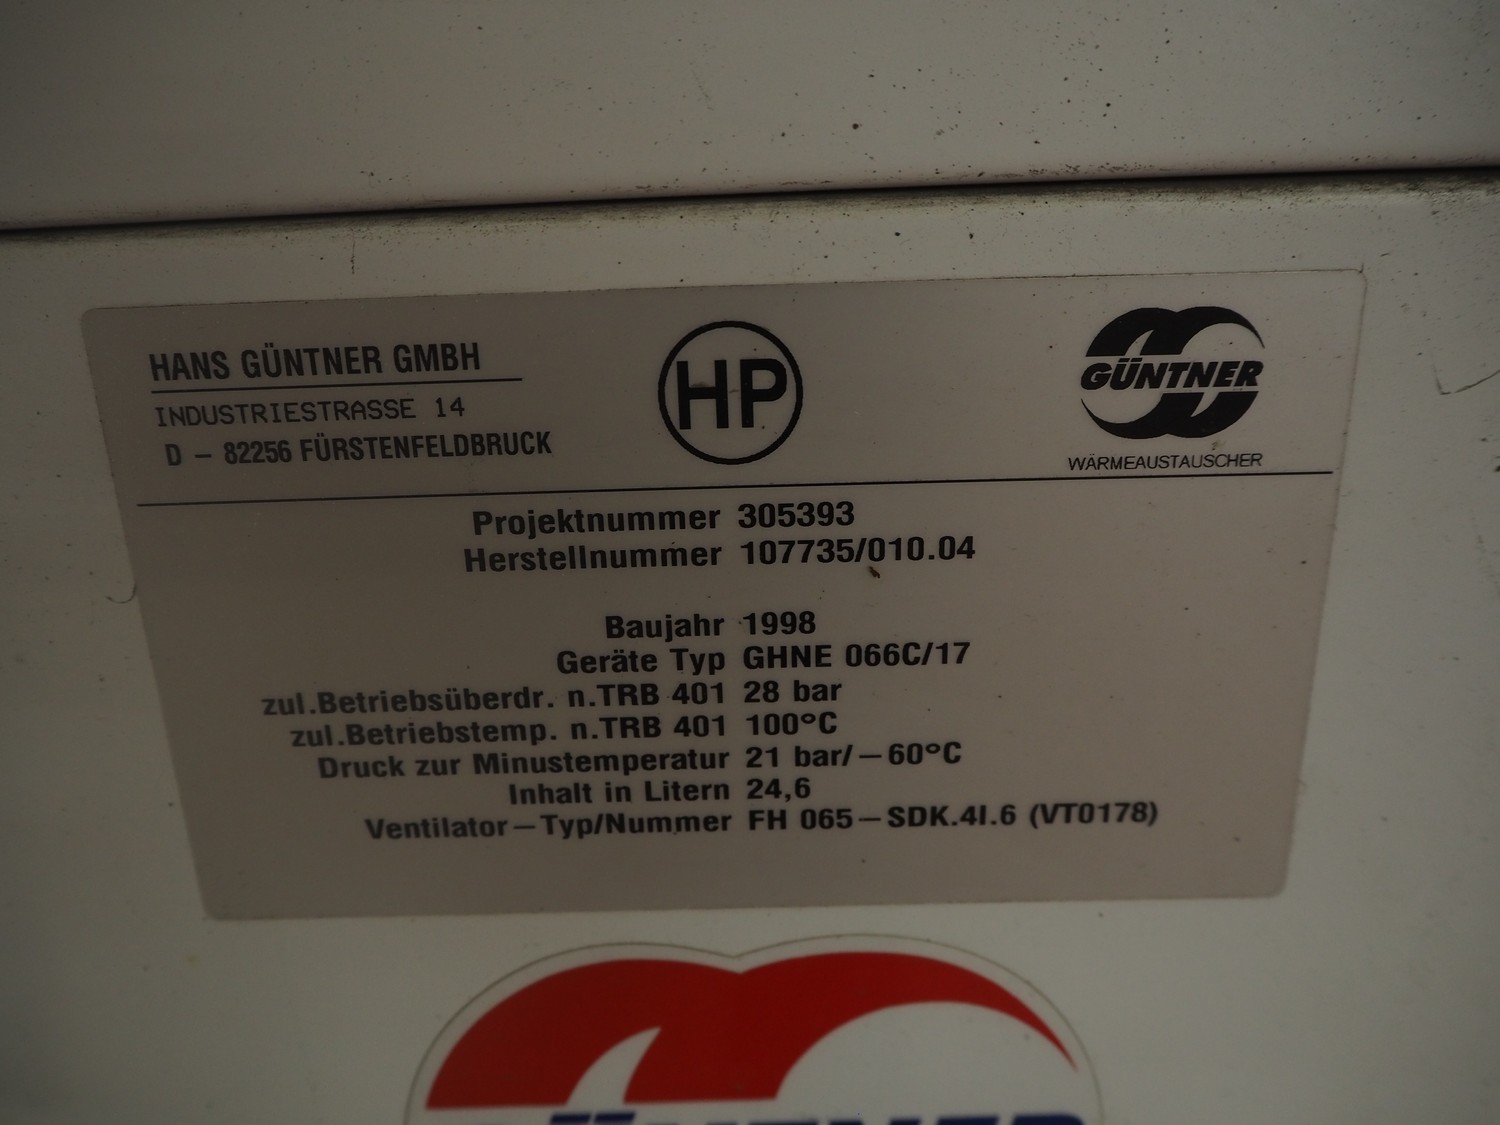 HANS GÜNTNER GMBH
INDUSTRIESTRASSE 14
D – 82256 FÜRSTENFELDBRUCK
HP
GÜNTNER
WÄRMEAUSTAUSCHER
Projektnummer 305393
Herstellnummer 107735/010.04
Baujahr 1998
Geräte Typ GHNE 066C/17
zul.Betriebsüberdr. n.TRB 401 28 bar
zul.Betriebstemp. n.TRB 401 100°C
Druck zur Minustemperatur 21 bar/–60°C
Inhalt in Litern 24,6
Ventilator–Typ/Nummer FH 065–SDK.4I.6 (VT0178)